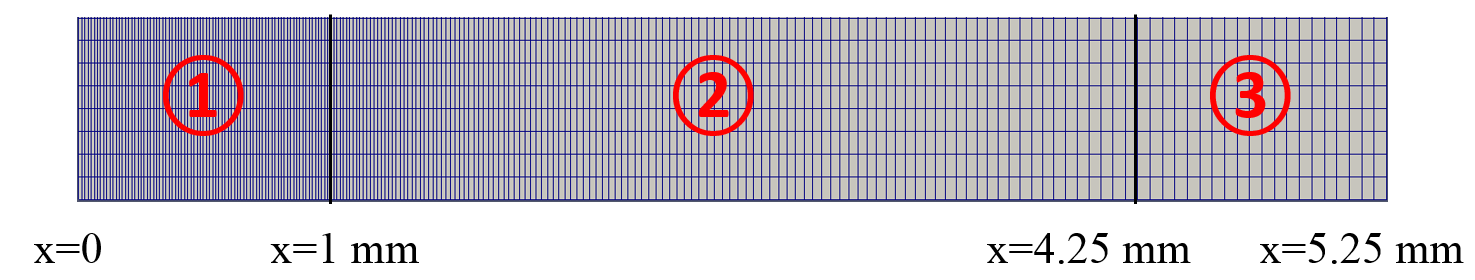 ① ② ③
x=0 x=1 mm x=4.25 mm x=5.25 mm